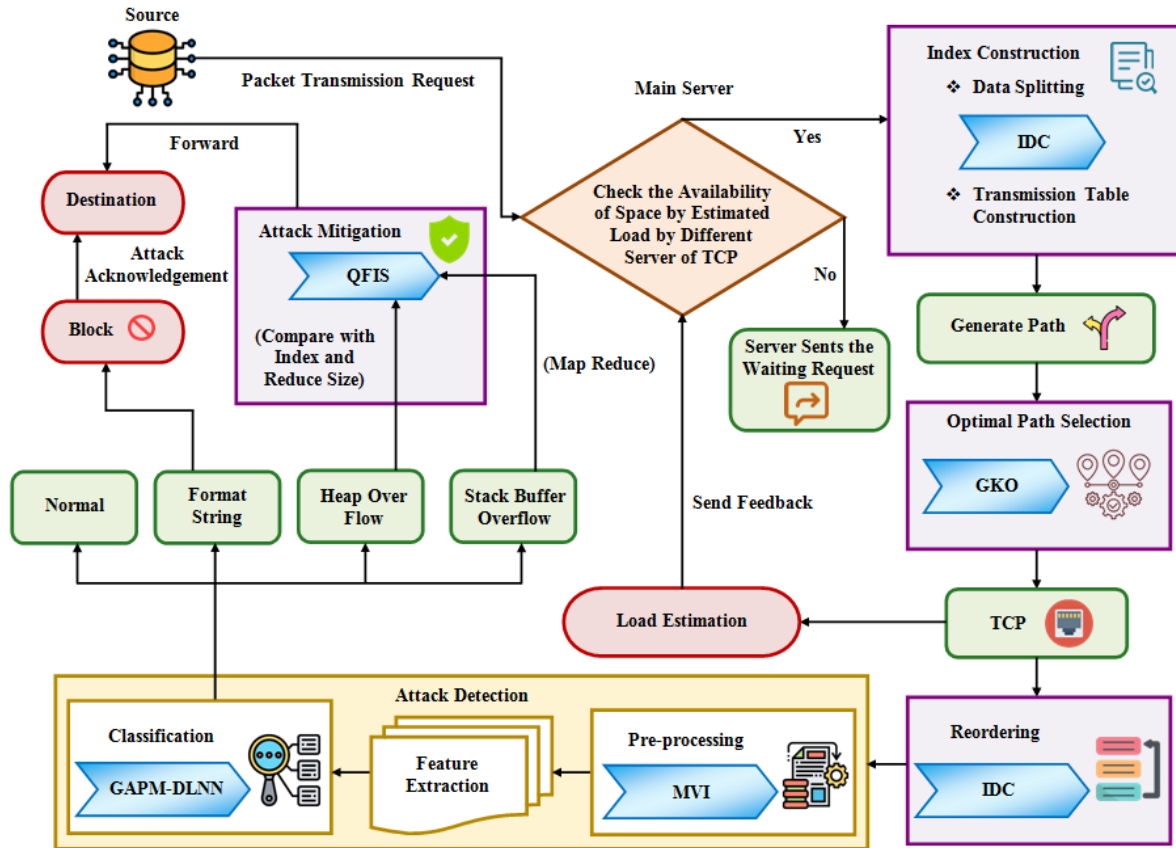 Source
Packet Transmission Request
Main Server
Index Construction
❖ Data Splitting
IDC
❖ Transmission Table
Construction
Yes
Forward
Destination
Check the Availability
of Space by Estimated
Load by Different
Server of TCP
Attack
Acknowledgement
Attack Mitigation
QFIS
(Compare with
Index and
Reduce Size)
No
Block
(Map Reduce)
Server Sents the
Waiting Request
Generate Path
Optimal Path Selection
GKO
Normal
Format
String
Heap Over
Flow
Stack Buffer
Overflow
Send Feedback
Load Estimation
TCP
Attack Detection
Classification
GAPM-DLNN
Feature
Extraction
Pre-processing
MVI
Reordering
IDC